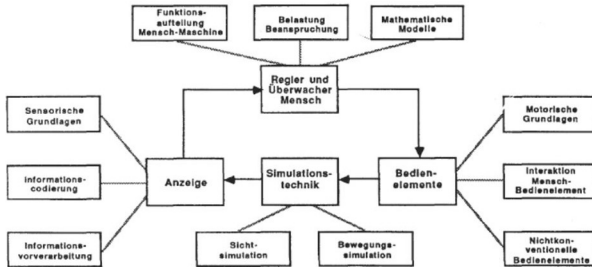 Funktions-
aufteilung
Mensch-Maschine
Belastung
Beanspruchung
Mathematische
Modelle
Regler und
Überwacher
Mensch
Sensorische
Grundlagen
Motorische
Grundlagen
Informations-
codierung
Anzeige
Simulations-
technik
Bedien-
elemente
Interaktion
Mensch-
Bedienelement
Informations-
vorverarbeitung
Sicht-
simulation
Bewegungs-
simulation
Nichtkon-
ventionelle
Bedienelemente